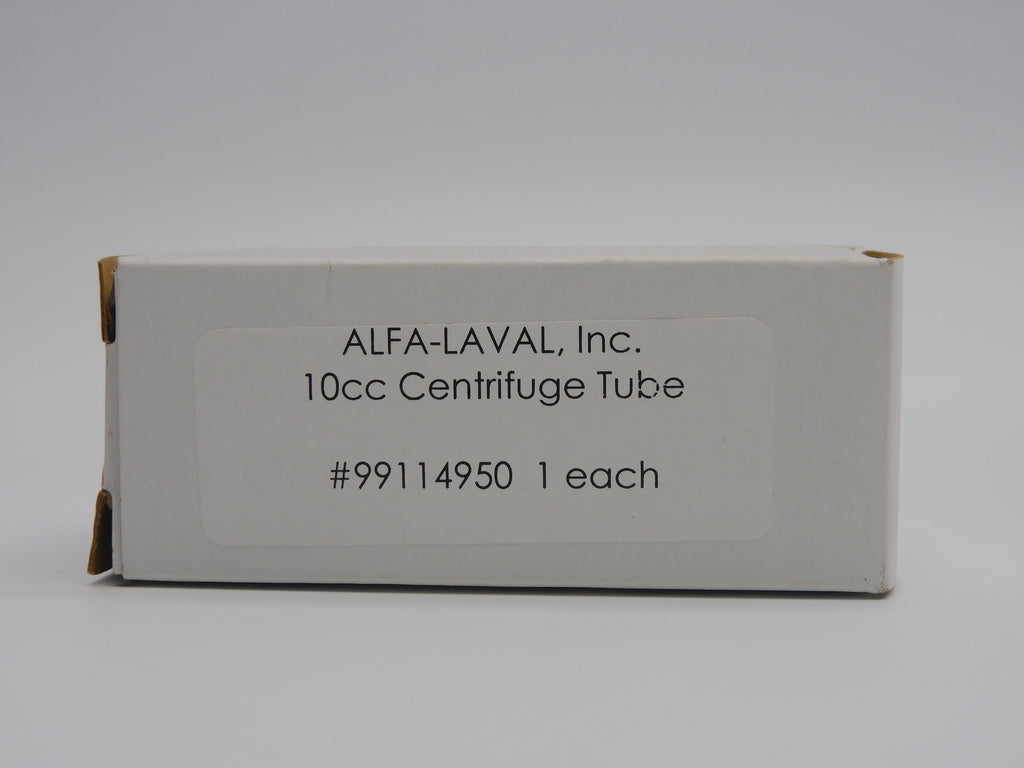 ALFA-LAVAL, Inc.
10cc Centrifuge Tube
#99114950 1 each